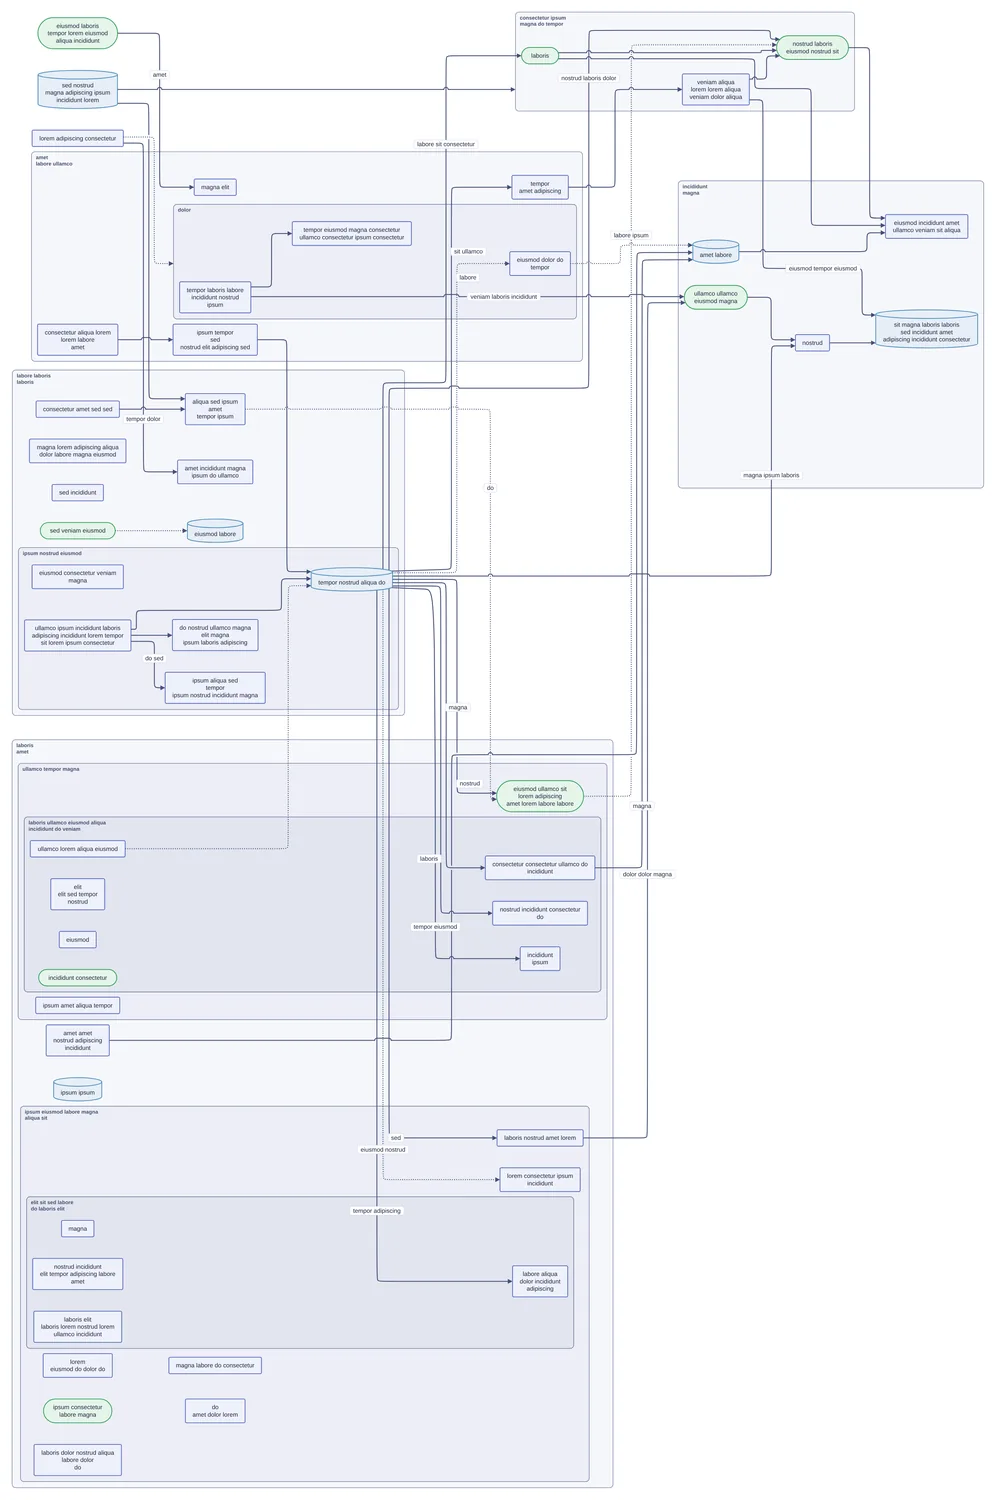 eiusmod laboris
tempor lorem eiusmod
aliqua incididunt
consectetur ipsum
magna do tempor
laboris
nostrud laboris
eiusmod nostrud sit
amet
nostrud laboris dolor
sed nostrud
magna adipiscing ipsum
incididunt lorem
veniam aliqua
lorem lorem aliqua
veniam dolor aliqua
lorem adipiscing consectetur
labore sit consectetur
amet
labore ullamco
magna elit
tempor
amet adipiscing
incididunt
magna
dolor
tempor eiusmod magna consectetur
ullamco consectetur ipsum consectetur
sit ullamco
labore ipsum
eiusmod incididunt amet
ullamco veniam sit aliqua
amet labore
eiusmod dolor do
tempor
labore
eiusmod tempor eiusmod
tempor laboris labore
incididunt nostrud
ipsum
veniam laboris incididunt
ullamco ullamco
eiusmod magna
sit magna laboris laboris
sed incididunt amet
adipiscing incididunt consectetur
nostrud
consectetur aliqua lorem
lorem labore
amet
ipsum tempor
sed
nostrud elit adipiscing sed
labore laboris
laboris
consectetur amet sed sed
aliqua sed ipsum
amet
tempor ipsum
tempor dolor
magna lorem adipiscing aliqua
dolor labore magna eiusmod
amet incididunt magna
ipsum do ullamco
magna ipsum laboris
sed incididunt
do
sed veniam eiusmod
eiusmod labore
ipsum nostrud eiusmod
eiusmod consectetur veniam
magna
tempor nostrud aliqua do
ullamco ipsum incididunt laboris
adipiscing incididunt lorem tempor
sit lorem ipsum consectetur
do nostrud ullamco magna
elit magna
ipsum laboris adipiscing
do sed
ipsum aliqua sed
tempor
ipsum nostrud incididunt magna
magna
laboris
amet
ullamco tempor magna
nostrud
eiusmod ullamco sit
lorem adipiscing
amet lorem labore labore
magna
laboris ullamco eiusmod aliqua
incididunt do veniam
ullamco lorem aliqua eiusmod
laboris
consectetur consectetur ullamco do
incididunt
dolor dolor magna
elit
elit sed tempor
nostrud
nostrud incididunt consectetur
do
tempor eiusmod
eiusmod
incididunt
ipsum
incididunt consectetur
ipsum amet aliqua tempor
amet amet
nostrud adipiscing
incididunt
ipsum ipsum
ipsum eiusmod labore magna
aliqua sit
sed
laboris nostrud amet lorem
eiusmod nostrud
lorem consectetur ipsum
incididunt
elit sit sed labore
do laboris elit
tempor adipiscing
magna
nostrud incididunt
elit tempor adipiscing labore
amet
labore aliqua
dolor incididunt
adipiscing
laboris elit
laboris lorem nostrud lorem
ullamco incididunt
lorem
eiusmod do dolor do
magna labore do consectetur
ipsum consectetur
labore magna
do
amet dolor lorem
laboris dolor nostrud aliqua
labore dolor
do